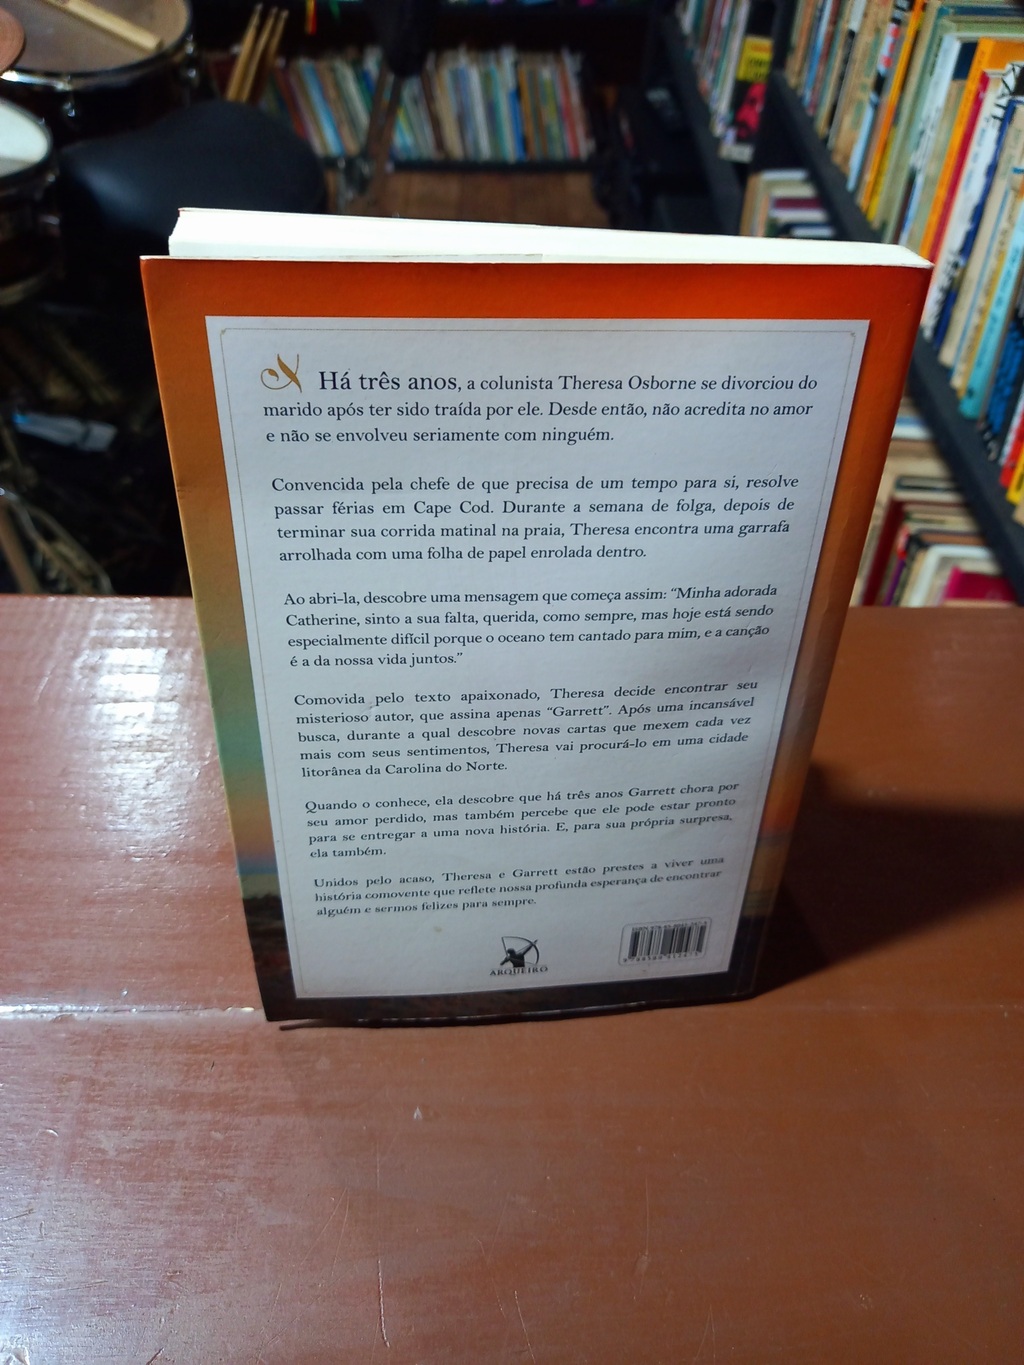 Há três anos, a colunista Theresa Osborne se divorciou do
marido após ter sido traída por ele. Desde então, não acredita no amor
e não se envolveu seriamente com ninguém.
Convencida pela chefe de que precisa de um tempo para si, resolve
passar férias em Cape Cod. Durante a semana de folga, depois de
terminar sua corrida matinal na praia, Theresa encontra uma garrafa
arrolhada com uma folha de papel enrolada dentro.
Ao abri-la, descobre uma mensagem que começa assim: “Minha adorada
Catherine, sinto a sua falta, querida, como sempre, mas hoje está sendo
especialmente difícil porque o oceano tem cantado para mim, e a canção
é a da nossa vida juntos.”
Comovida pelo texto apaixonado, Theresa decide encontrar seu
misterioso autor, que assina apenas “Garrett”. Após uma incansável
busca, durante a qual descobre novas cartas que mexem cada vez
mais com seus sentimentos, Theresa vai procurá-lo em uma cidade
litorânea da Carolina do Norte.
Quando o conhece, ela descobre que há três anos Garrett chora por
seu amor perdido, mas também percebe que ele pode estar pronto
para se entregar a uma nova história. E, para sua própria surpresa,
ela também.
Unidos pelo acaso, Theresa e Garrett estão prestes a viver uma
história comovente que reflete nossa profunda esperança de encontrar
alguém e sermos felizes para sempre.
ARQUEIRO